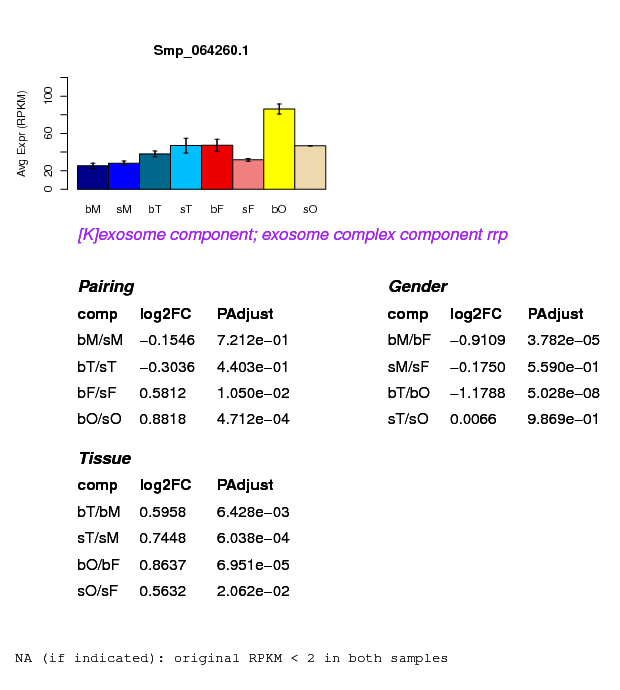 Smp_064260.1
Avg Expr (RPKM)
0 20 60 100
bM sM bT sT bF sF bO sO
[K]exosome component; exosome complex component rrp
Pairing
comp log2FC PAdjust
bM/sM −0.1546 7.212e−01
bT/sT −0.3036 4.403e−01
bF/sF 0.5812 1.050e−02
bO/sO 0.8818 4.712e−04
Gender
comp log2FC PAdjust
bM/bF −0.9109 3.782e−05
sM/sF −0.1750 5.590e−01
bT/bO −1.1788 5.028e−08
sT/sO 0.0066 9.869e−01
Tissue
comp log2FC PAdjust
bT/bM 0.5958 6.428e−03
sT/sM 0.7448 6.038e−04
bO/bF 0.8637 6.951e−05
sO/sF 0.5632 2.062e−02
NA (if indicated): original RPKM < 2 in both samples